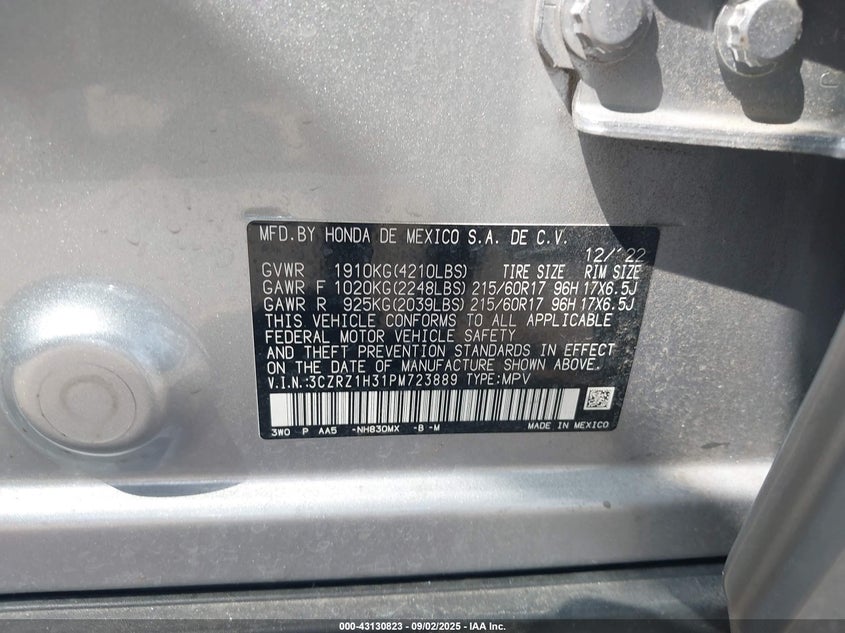 MFD.BY HONDA DE MEXICO S.A. DE C.V.
12/'22
GVWR 1910KG(4210LBS) TIRE SIZE RIM SIZE
GAWR F 1020KG(2248LBS) 215/60R17 96H 17X6.5J
GAWR R 925KG(2039LBS) 215/60R17 96H 17X6.5J
THIS VEHICLE CONFORMS TO ALL APPLICABLE
FEDERAL MOTOR VEHICLE SAFETY
AND THEFT PREVENTION STANDARDS IN EFFECT
ON THE DATE OF MANUFACTURE SHOWN ABOVE.
V.I.N.:3CZRZ1H31PM723889 TYPE:MPV
3W0 P AA5 -NH830MX -B -M MADE IN MEXICO
000-43130823 - 09/02/2025 - IAA Inc.